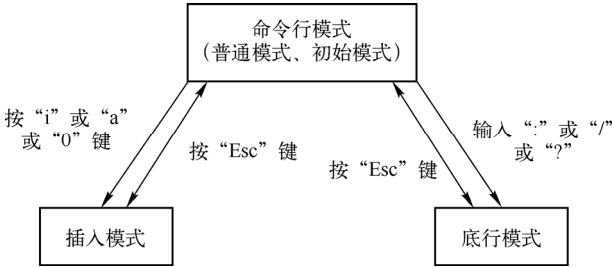 命令行模式
（普通模式、初始模式）
按“i”或“a”
或“0”键
按“Esc”键
按“Esc”键
输入“:”或“/”
或“?”
插入模式
底行模式